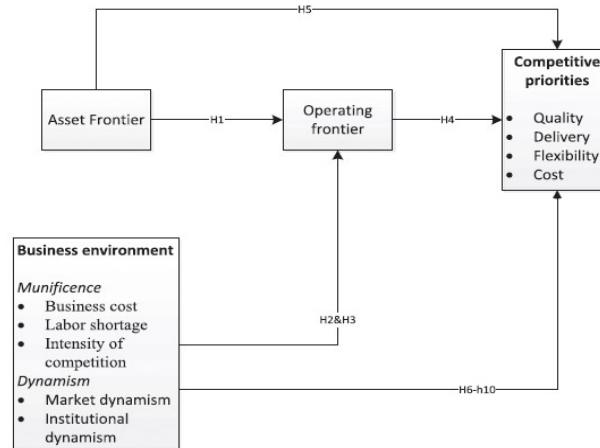 H5
Competitive
priorities
• Quality
• Delivery
• Flexibility
• Cost
Asset Frontier
H1
Operating
frontier
H4
Business environment
Munificence
• Business cost
• Labor shortage
• Intensity of
competition
Dynamism
• Market dynamism
• Institutional
dynamism
H2&H3
H6-h10